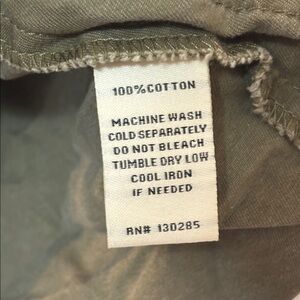 100%COTTON
MACHINE WASH
COLD SEPARATELY
DO NOT BLEACH
TUMBLE DRY LOW
COOL IRON
IF NEEDED
RN# 130285